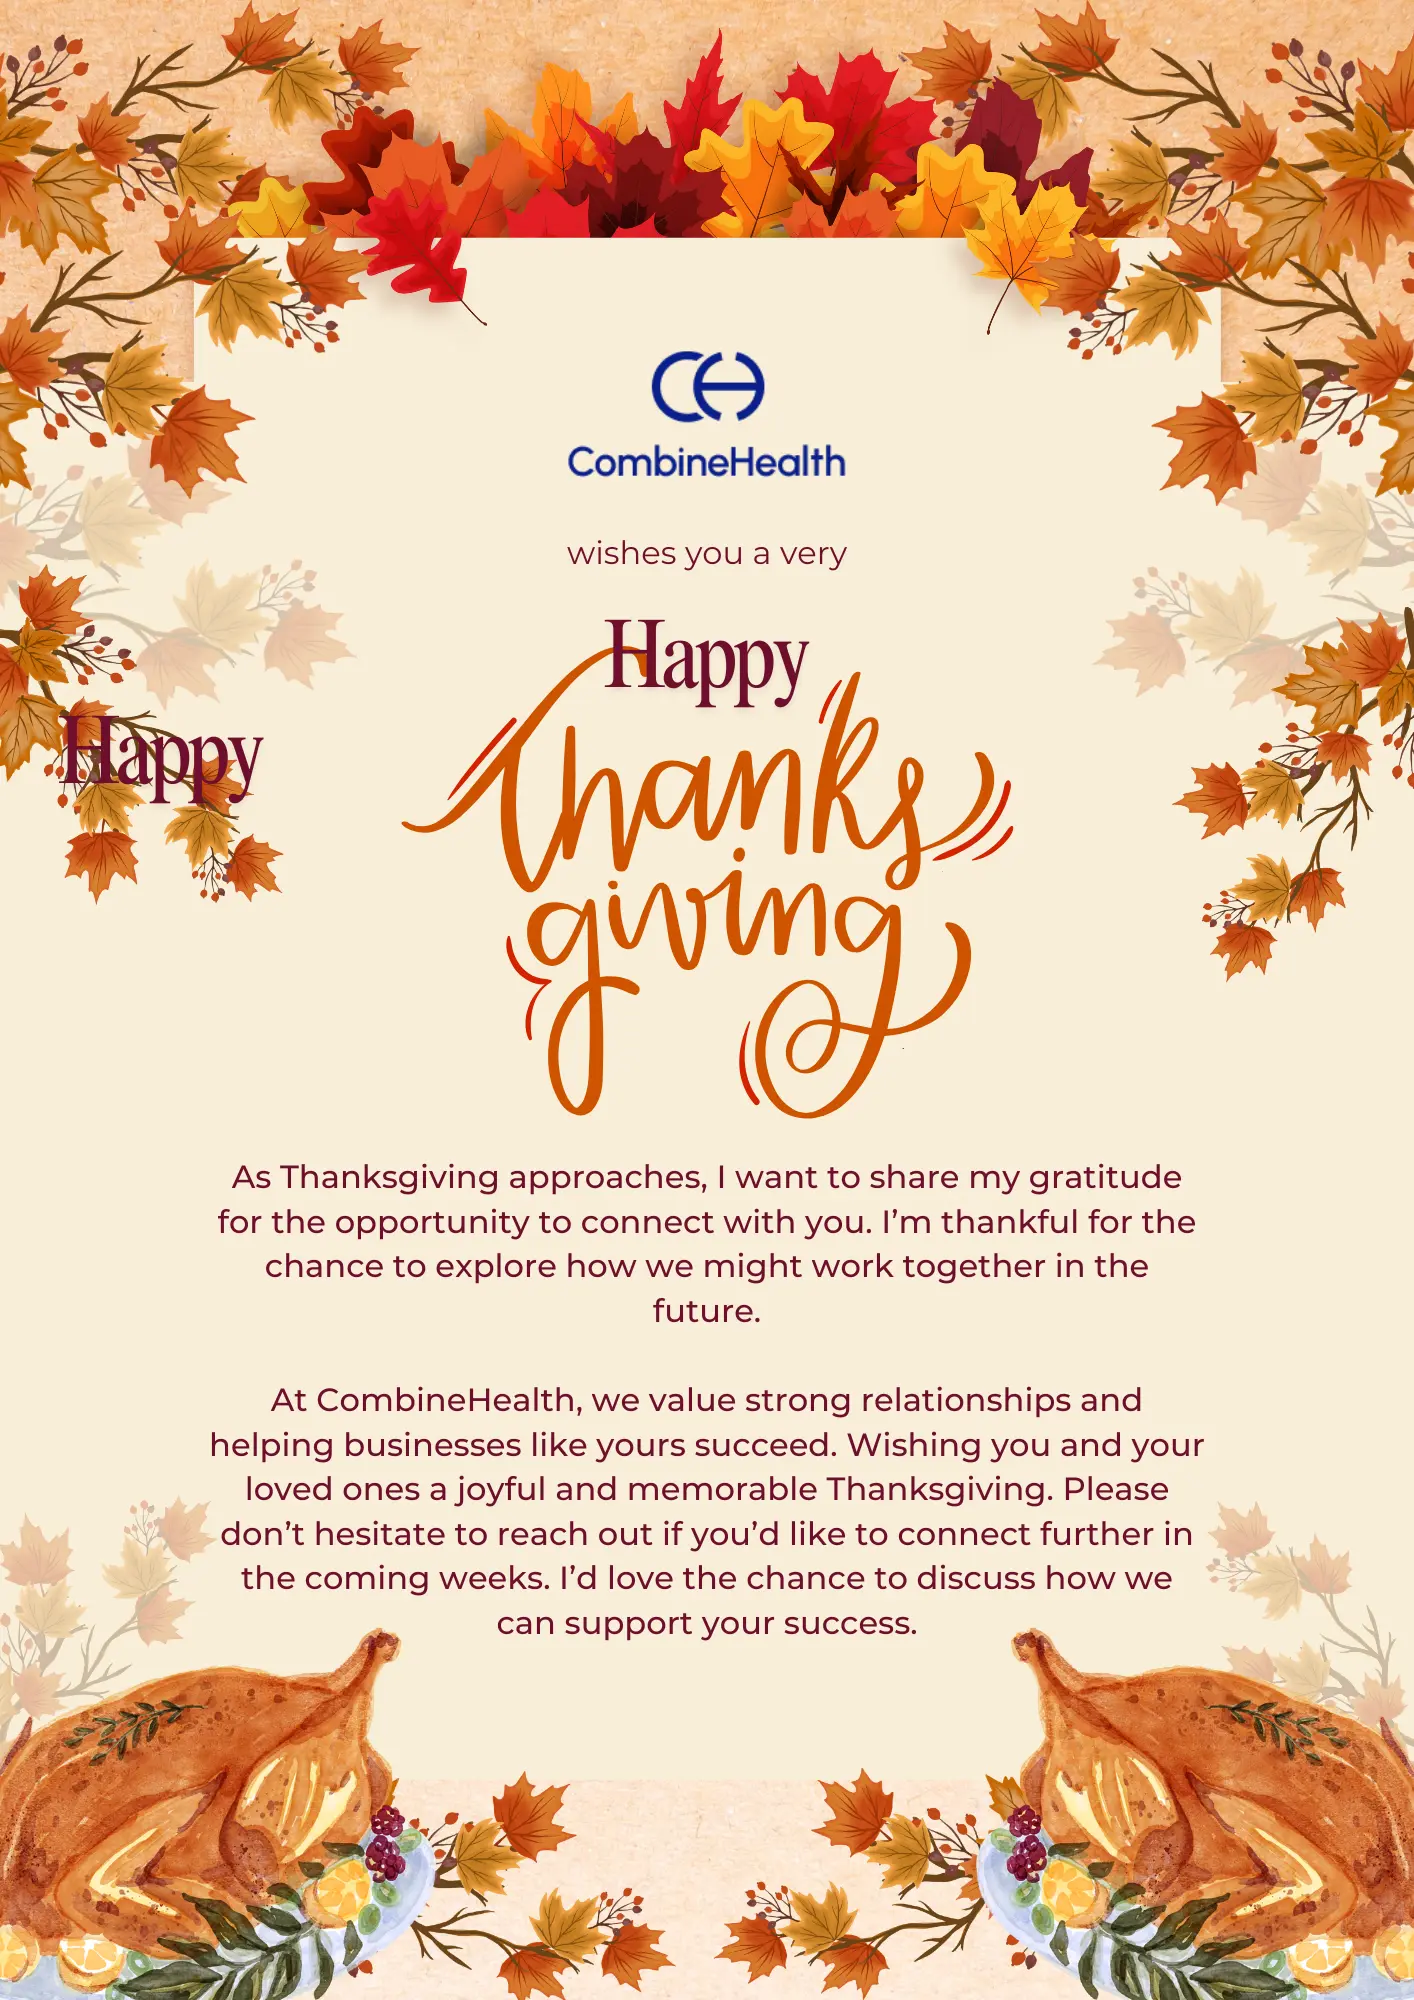 CH
CombineHealth
wishes you a very
Happy
Happy
Thanks
giving
As Thanksgiving approaches, I want to share my gratitude
for the opportunity to connect with you. I’m thankful for the
chance to explore how we might work together in the
future.
At CombineHealth, we value strong relationships and
helping businesses like yours succeed. Wishing you and your
loved ones a joyful and memorable Thanksgiving. Please
don’t hesitate to reach out if you’d like to connect further in
the coming weeks. I’d love the chance to discuss how we
can support your success.